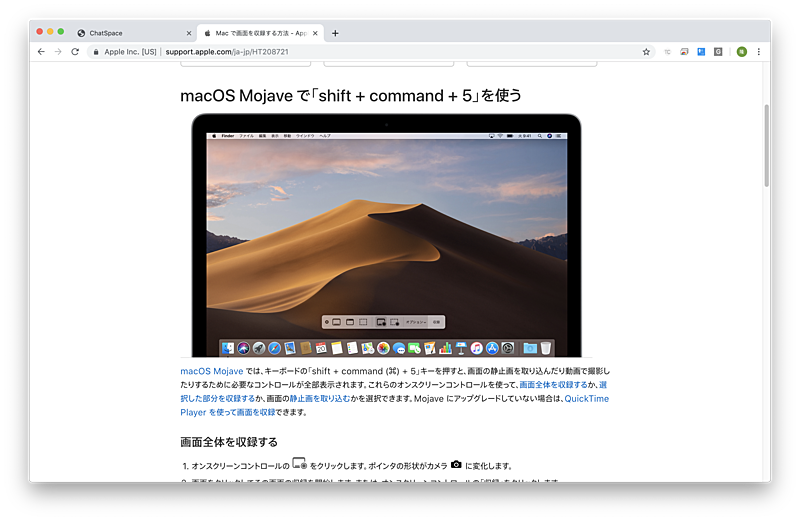 ChatSpace
Mac で画面を収録する方法 - App
Apple Inc. [US] | support.apple.com/ja-jp/HT208721
macOS Mojave で「shift + command + 5」を使う
Finder ファイル 編集 表示 移動 ウインドウ ヘルプ
火 9:41
オプション 収録
macOS Mojave では、キーボードの「shift + command (⌘) + 5」キーを押すと、画面の静止画を取り込んだり動画で撮影し
たりするために必要なコントロールが全部表示されます。これらのオンスクリーンコントロールを使って、画面全体を収録するか、選
択した部分を収録するか、画面の静止画を取り込むかを選択できます。Mojave にアップグレードしていない場合は、QuickTime
Player を使って画面を収録できます。
画面全体を収録する
1. オンスクリーンコントロールの をクリックします。ポインタの形状がカメラ に変化します。